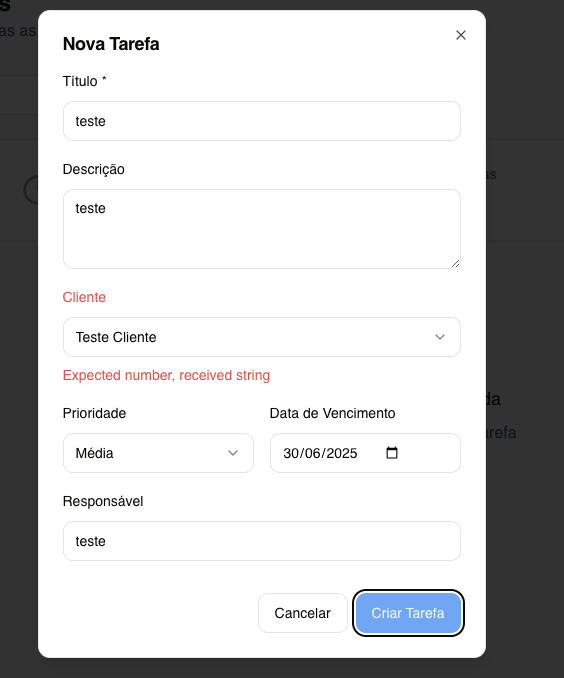 s
as as
Nova Tarefa
Título *
teste
Descrição
teste
as
Cliente
Teste Cliente
Expected number, received string
da
Prioridade
Data de Vencimento
arefa
Média
30/06/2025
Responsável
teste
Cancelar
Criar Tarefa